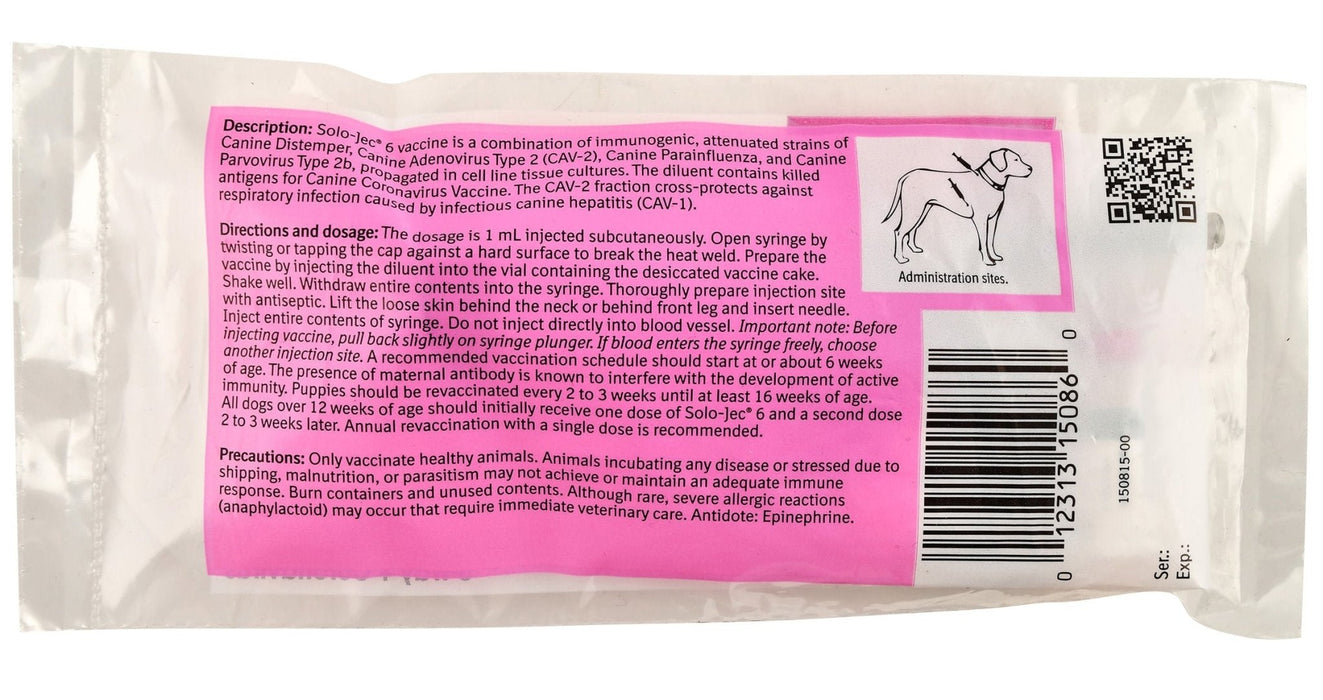 Description: Solo-Jec® 6 vaccine is a combination of immunogenic, attenuated strains of
Canine Distemper, Canine Adenovirus Type 2 (CAV-2), Canine Parainfluenza, and Canine
Parvovirus Type 2b, propagated in cell line tissue cultures. The diluent contains killed
antigens for Canine Coronavirus Vaccine. The CAV-2 fraction cross-protects against
respiratory infection caused by infectious canine hepatitis (CAV-1).
Directions and dosage: The dosage is 1 mL injected subcutaneously. Open syringe by
twisting or tapping the cap against a hard surface to break the heat weld. Prepare the
vaccine by injecting the diluent into the vial containing the desiccated vaccine cake.
Shake well. Withdraw entire contents into the syringe. Thoroughly prepare injection site
with antiseptic. Lift the loose skin behind the neck or behind front leg and insert needle.
Inject entire contents of syringe. Do not inject directly into blood vessel. Important note: Before
injecting vaccine, pull back slightly on syringe plunger. If blood enters the syringe freely, choose
another injection site. A recommended vaccination schedule should start at or about 6 weeks
of age. The presence of maternal antibody is known to interfere with the development of active
immunity. Puppies should be revaccinated every 2 to 3 weeks until at least 16 weeks of age.
All dogs over 12 weeks of age should initially receive one dose of Solo-Jec® 6 and a second dose
2 to 3 weeks later. Annual revaccination with a single dose is recommended.
Precautions: Only vaccinate healthy animals. Animals incubating any disease or stressed due to
shipping, malnutrition, or parasitism may not achieve or maintain an adequate immune
response. Burn containers and unused contents. Although rare, severe allergic reactions
(anaphylactoid) may occur that require immediate veterinary care. Antidote: Epinephrine.
Administration sites.
0 12313 15086 0
150815-00
Ser.:
Exp.: